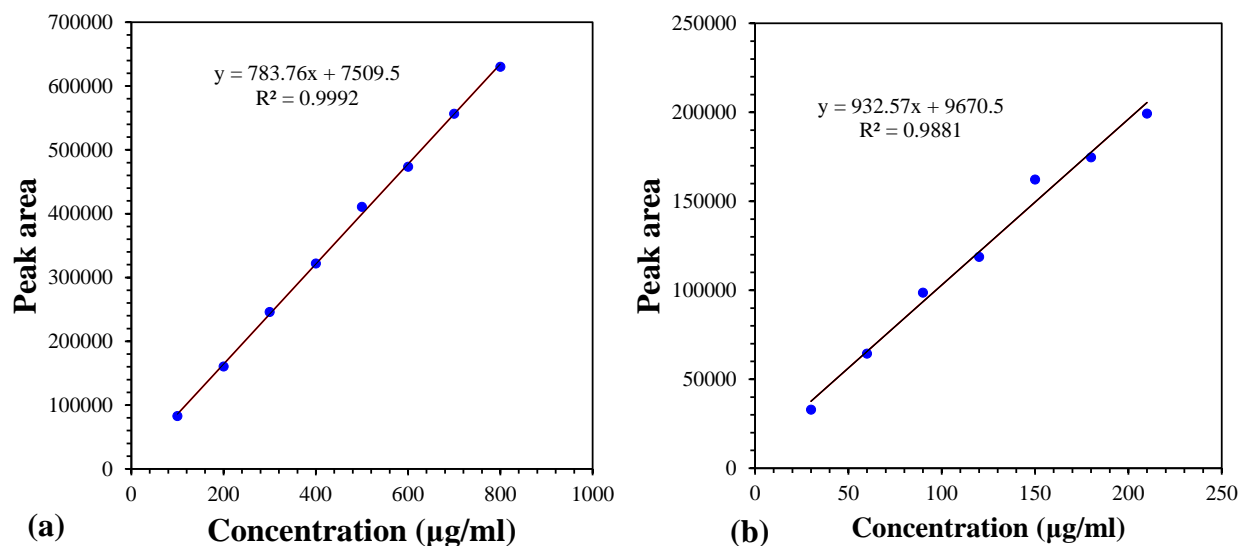 700000
600000
500000
400000
300000
200000
100000
0
Peak area
y = 783.76x + 7509.5
R² = 0.9992
0 200 400 600 800 1000
(a) Concentration (µg/ml)
250000
200000
150000
100000
50000
0
Peak area
y = 932.57x + 9670.5
R² = 0.9881
0 50 100 150 200 250
(b) Concentration (µg/ml)